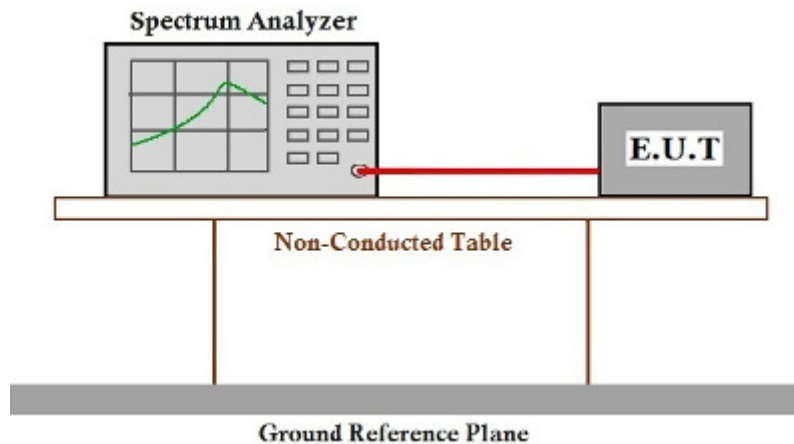 Spectrum Analyzer
E.U.T
Non-Conducted Table
Ground Reference Plane